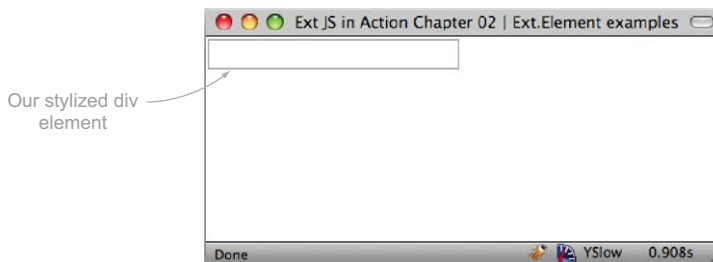 Ext JS in Action Chapter 02 | Ext.Element examples
Our stylized div
element
Done YSlow 0.908s